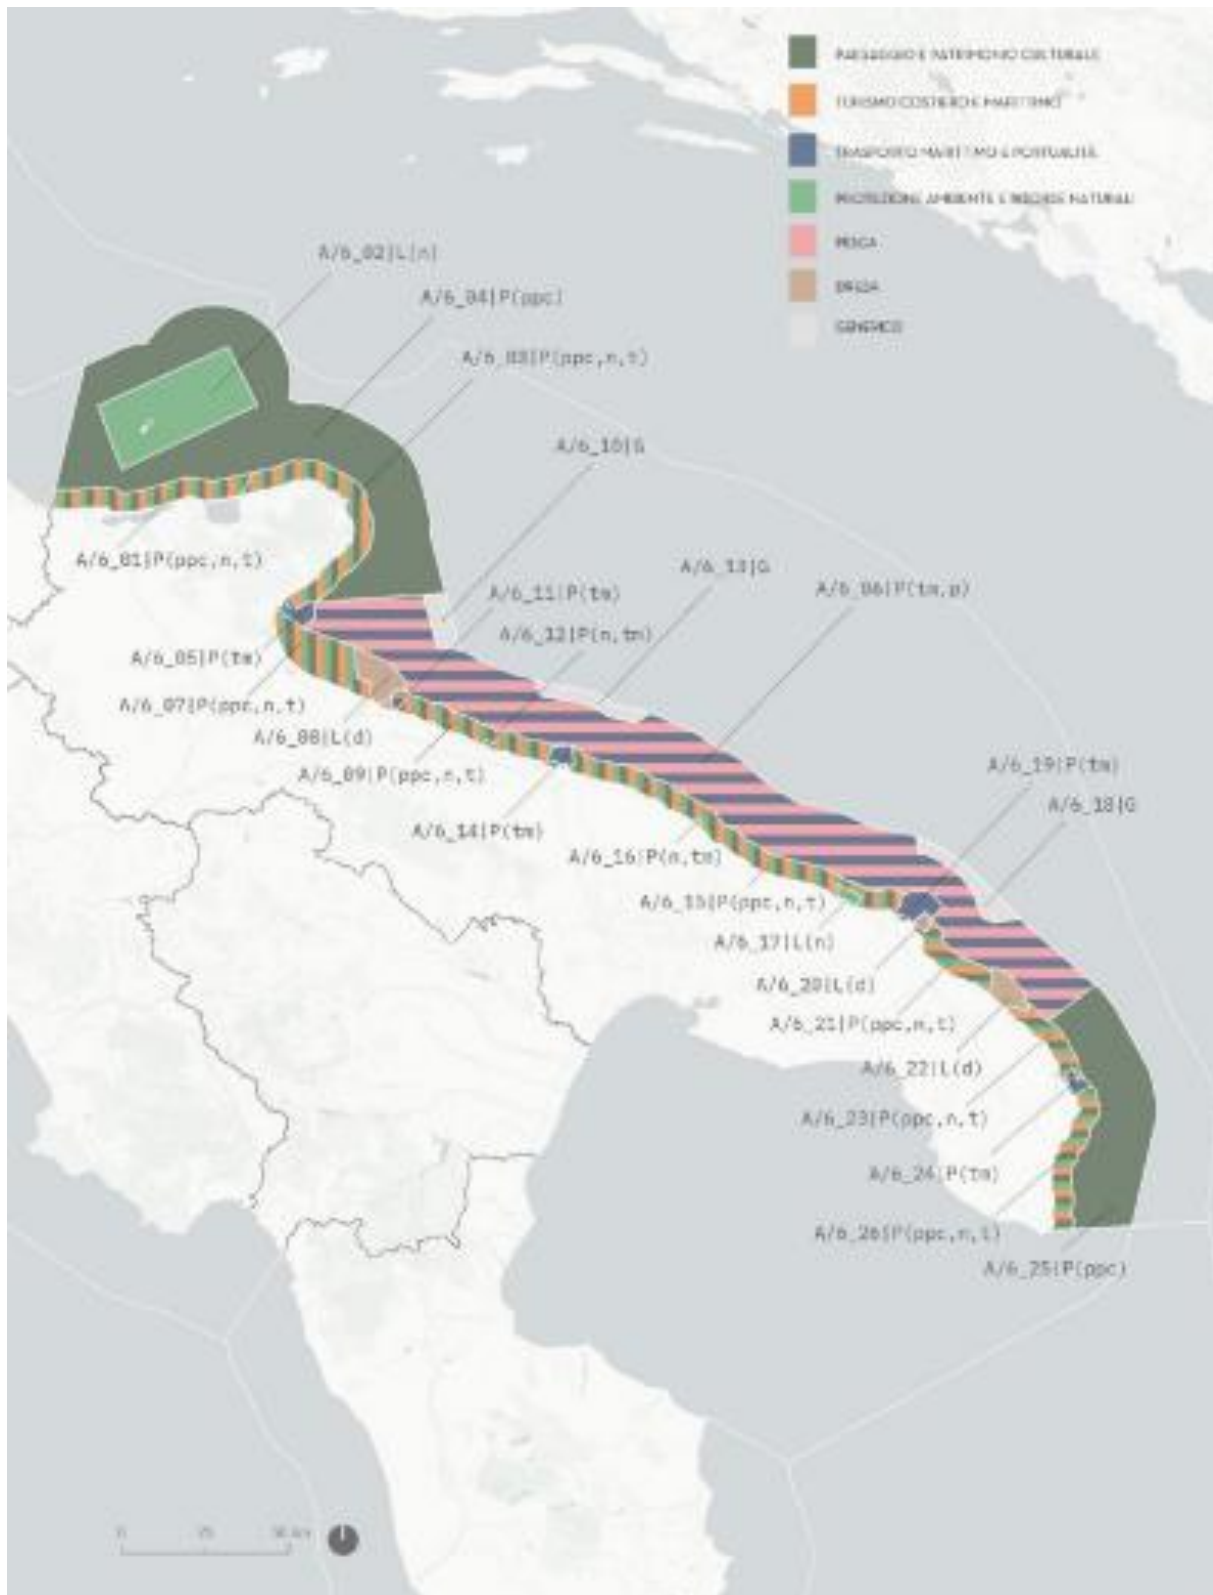 PAESAGGIO E PATRIMONIO CULTURALE
TURISMO COSTIERO E MARITTIMO
TRASPORTO MARITTIMO E PORTUALITÀ
PROTEZIONE AMBIENTE E RISORSE NATURALI
PESCA
DIFESA
GENERICO
A/6_02|L(n)
A/6_04|P(ppc)
A/6_03|P(ppc,n,t)
A/6_10|G
A/6_01|P(ppc,n,t)
A/6_13|G
A/6_11|P(tm)
A/6_06|P(tm,p)
A/6_12|P(n,tm)
A/6_05|P(tm)
A/6_07|P(ppc,n,t)
A/6_08|L(d)
A/6_09|P(ppc,n,t)
A/6_19|P(tm)
A/6_18|G
A/6_14|P(tm)
A/6_16|P(n,tm)
A/6_15|P(ppc,n,t)
A/6_17|L(n)
A/6_20|L(d)
A/6_21|P(ppc,n,t)
A/6_22|L(d)
A/6_23|P(ppc,n,t)
A/6_24|P(tm)
A/6_26|P(ppc,n,t)
A/6_25|P(ppc)
0 25 50 km